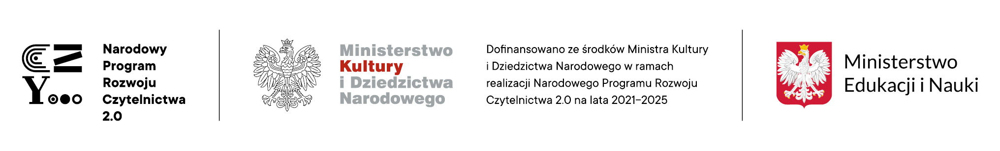 CZ
Y
Narodowy
Program
Rozwoju
Czytelnictwa
2.0
Ministerstwo
Kultury
i Dziedzictwa
Narodowego
Dofinansowano ze środków Ministra Kultury
i Dziedzictwa Narodowego w ramach
realizacji Narodowego Programu Rozwoju
Czytelnictwa 2.0 na lata 2021–2025
Ministerstwo
Edukacji i Nauki